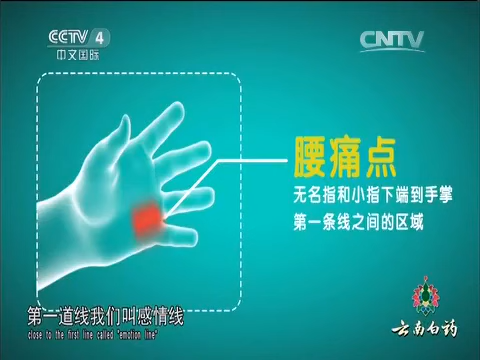 CCTV 4
中文国际
CNTV
腰痛点
无名指和小指下端到手掌
第一条线之间的区域
第一道线我们叫感情线
close to the first line called "emotion line"
云南白药